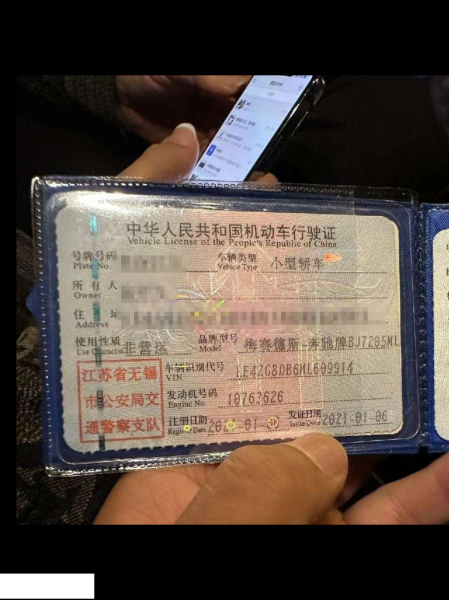 中华人民共和国机动车行驶证
Vehicle License of the People's Republic of China
号牌号码
Plate No.
车辆类型 小型轿车
Vehicle Type
所有人
Owner
住址
Address
使用性质 非营运
Use Character
品牌型号 梅赛德斯-奔驰牌BJ7205ML
Model
车辆识别代号
VIN
LE4ZG8DB6ML609914
发动机号码
Engine No.
10763626
江苏省无锡
市公安局交
通警察支队
注册日期
Register Date
发证日期 2021-01-06
Issue Date